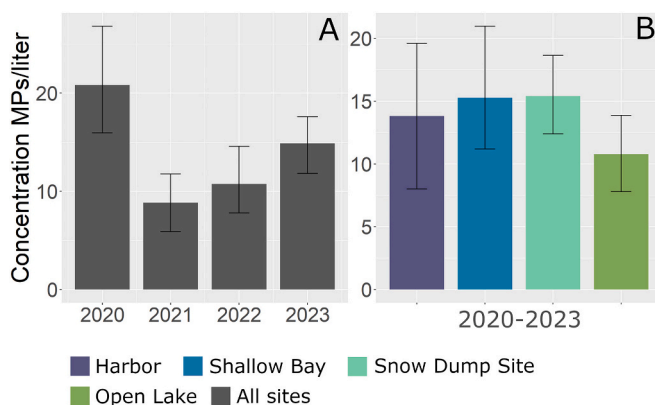 Concentration MPs/liter
A
20
10
0
2020 2021 2022 2023
B
20
15
10
5
0
2020-2023
Harbor Shallow Bay Snow Dump Site
Open Lake All sites